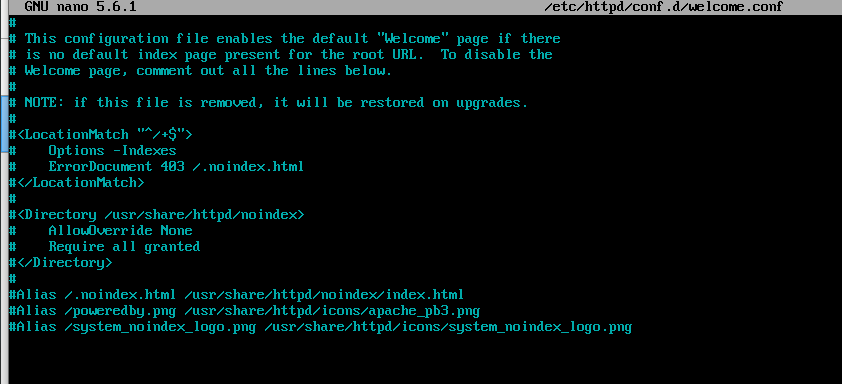 GNU nano 5.6.1 /etc/httpd/conf.d/welcome.conf
#
# This configuration file enables the default "Welcome" page if there
# is no default index page present for the root URL.  To disable the
# Welcome page, comment out all the lines below.
#
# NOTE: if this file is removed, it will be restored on upgrades.
#
#<LocationMatch "^/+$">
#    Options -Indexes
#    ErrorDocument 403 /.noindex.html
#</LocationMatch>
#
#<Directory /usr/share/httpd/noindex>
#    AllowOverride None
#    Require all granted
#</Directory>
#
#Alias /.noindex.html /usr/share/httpd/noindex/index.html
#Alias /poweredby.png /usr/share/httpd/icons/apache_pb3.png
#Alias /system_noindex_logo.png /usr/share/httpd/icons/system_noindex_logo.png